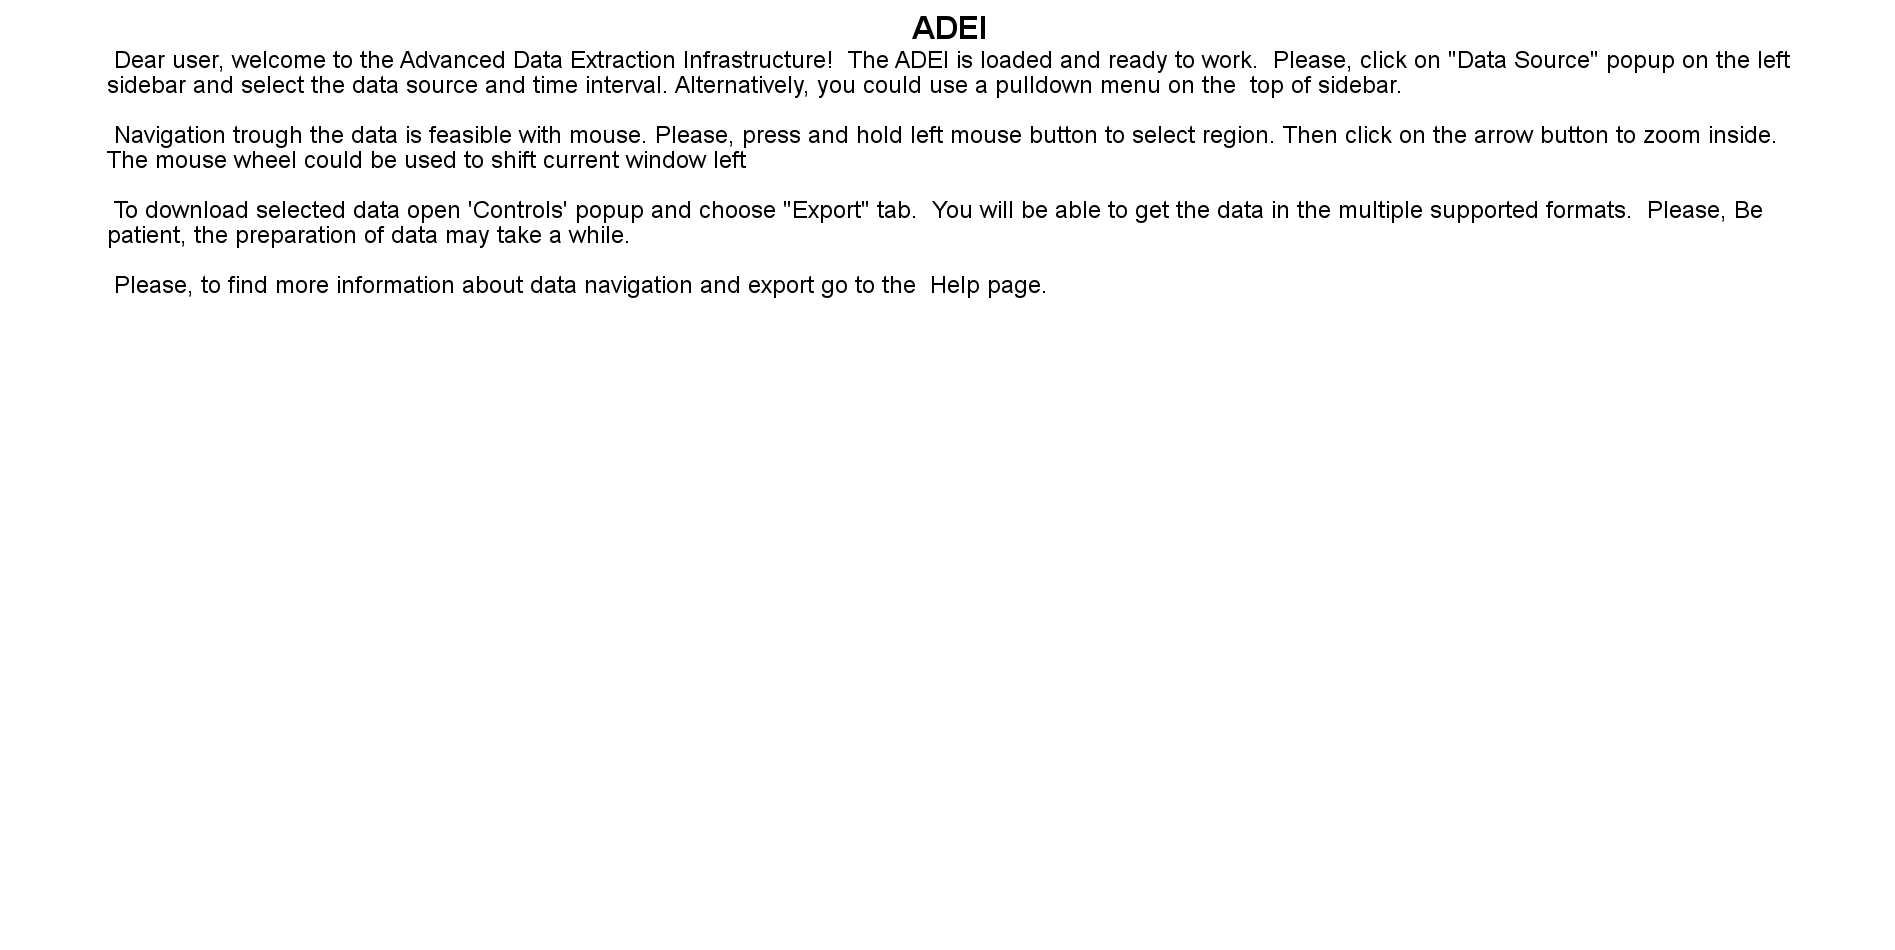 ADEI
Dear user, welcome to the Advanced Data Extraction Infrastructure!  The ADEI is loaded and ready to work.  Please, click on "Data Source" popup on the left
sidebar and select the data source and time interval. Alternatively, you could use a pulldown menu on the  top of sidebar.
Navigation trough the data is feasible with mouse. Please, press and hold left mouse button to select region. Then click on the arrow button to zoom inside.
The mouse wheel could be used to shift current window left
To download selected data open 'Controls' popup and choose "Export" tab.  You will be able to get the data in the multiple supported formats.  Please, Be
patient, the preparation of data may take a while.
Please, to find more information about data navigation and export go to the  Help page.